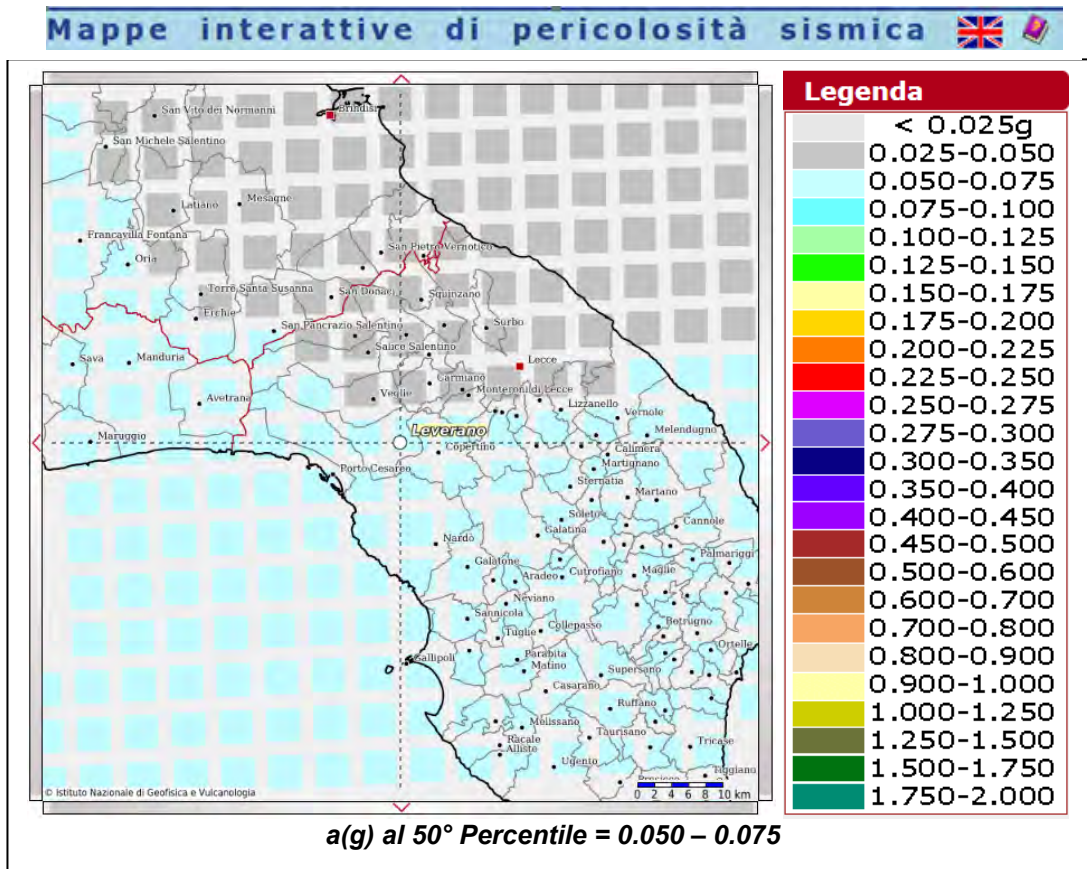 Mappe interattive di pericolosità sismica
Legenda
< 0.025g
0.025-0.050
0.050-0.075
0.075-0.100
0.100-0.125
0.125-0.150
0.150-0.175
0.175-0.200
0.200-0.225
0.225-0.250
0.250-0.275
0.275-0.300
0.300-0.350
0.350-0.400
0.400-0.450
0.450-0.500
0.500-0.600
0.600-0.700
0.700-0.800
0.800-0.900
0.900-1.000
1.000-1.250
1.250-1.500
1.500-1.750
1.750-2.000
San Vito dei Normanni
Brindisi
San Michele Salentino
Latiano
Mesagne
Francavilla Fontana
San Pietro Vernotico
Oria
Torre Santa Susanna
San Donaci
Squinzano
Erchie
San Pancrazio Salentino
Surbo
Salice Salentino
Sava
Manduria
Lecce
Carmiano
Veglie
Monteroni di Lecce
Avetrana
Lizzanello
Vernole
Leverano
Melendugno
Maruggio
Copertino
Calimera
Porto Cesareo
Martignano
Sternatia
Martano
Soleto
Cannole
Nardò
Galatina
Palmariggi
Galatone
Aradeo
Cutrofiano
Maglie
Neviano
Sannicola
Tuglie
Collepasso
Botrugno
Ortelle
Gallipoli
Parabita
Matino
Supersano
Casarano
Ruffano
Melissano
Taurisano
Racale
Alliste
Tricase
Ugento
Tiggiano
0 2 4 6 8 10 km
© Istituto Nazionale di Geofisica e Vulcanologia
a(g) al 50° Percentile = 0.050 – 0.075